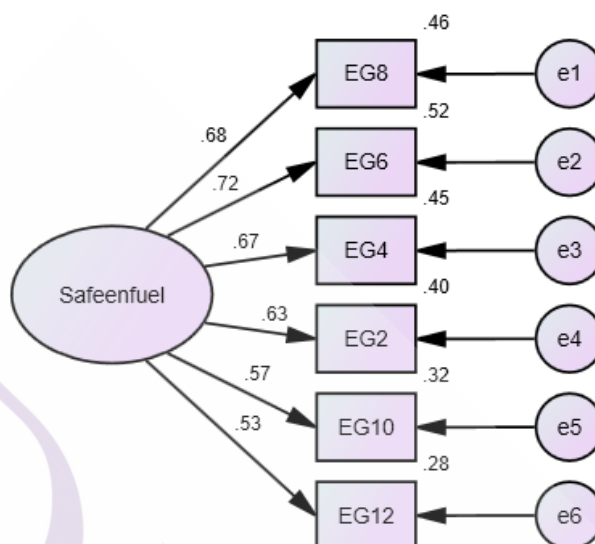 .46
EG8
e1
.68
.52
EG6
e2
.72
.45
EG4
e3
.67
.40
Safeenfuel
EG2
e4
.63
.32
EG10
e5
.57
.28
EG12
e6
.53